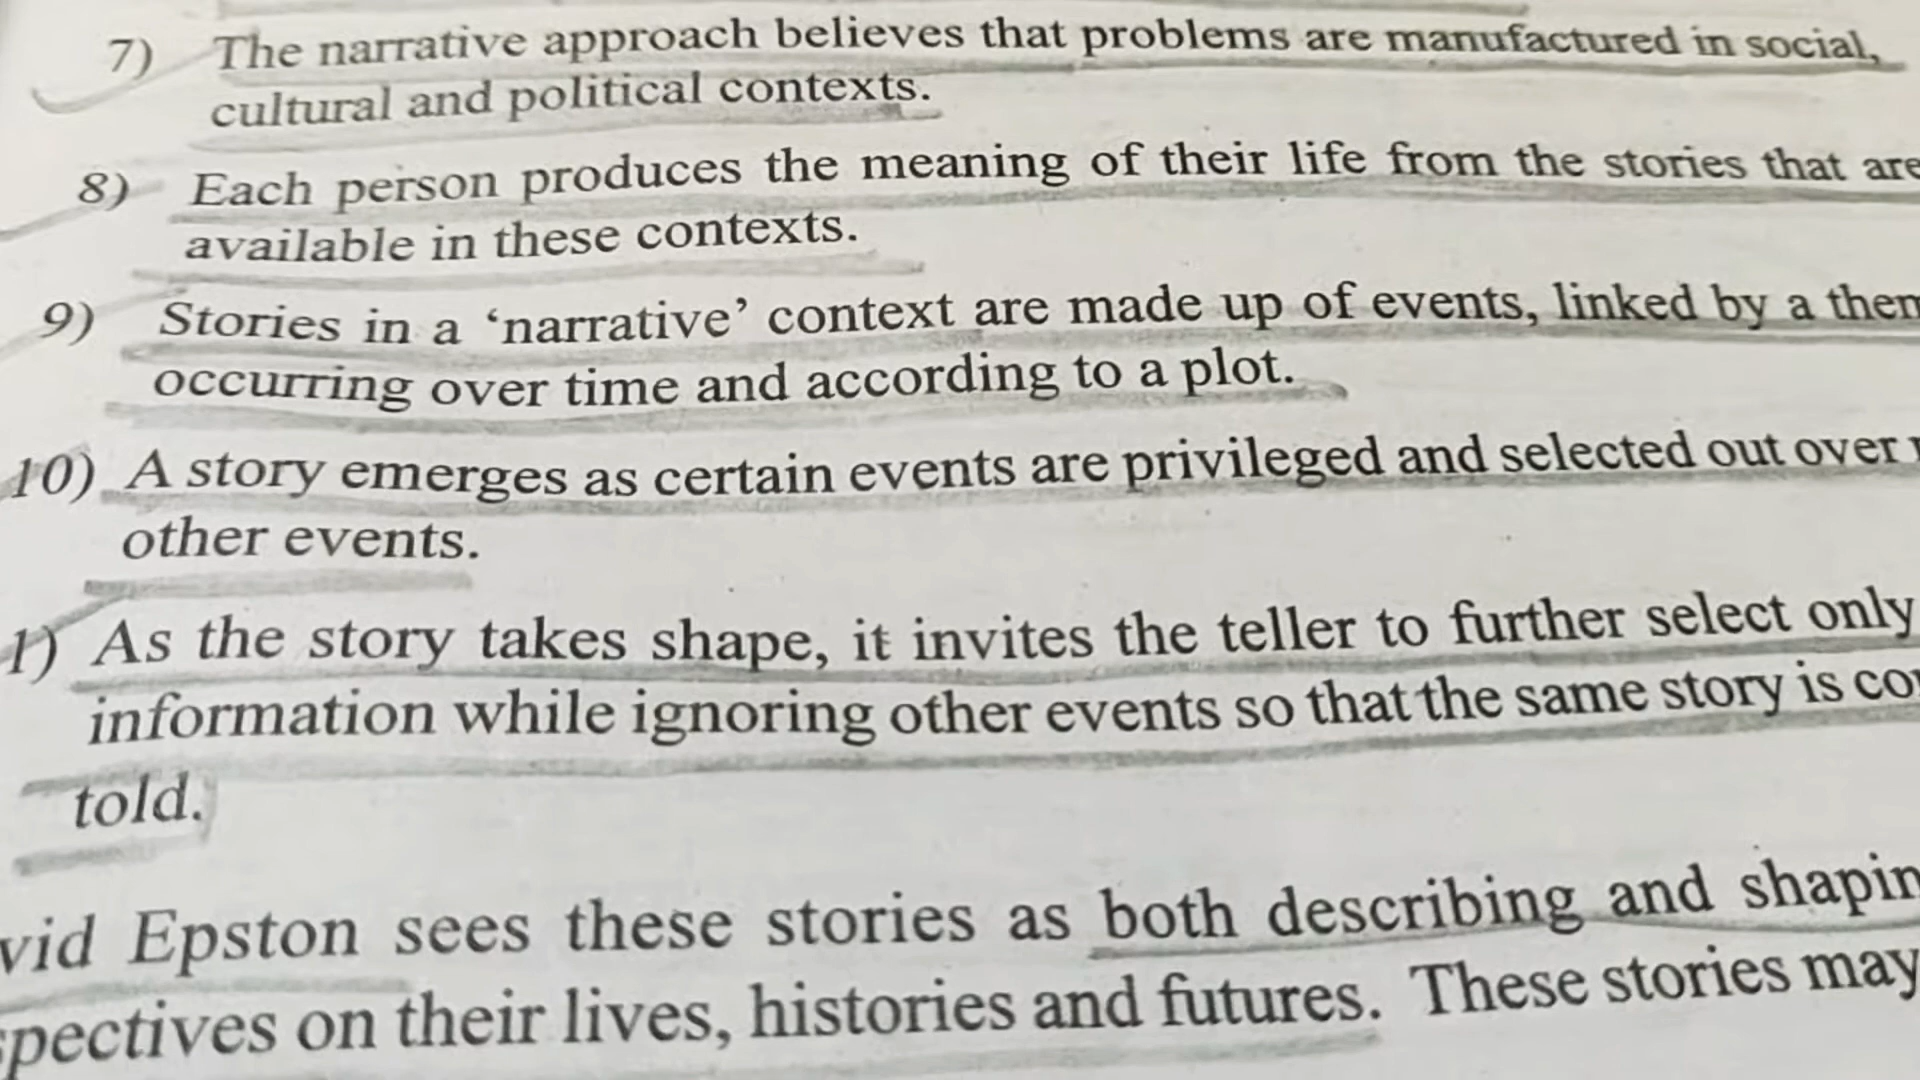 7) The narrative approach believes that problems are manufactured in social,
cultural and political contexts.
8) Each person produces the meaning of their life from the stories that are
available in these contexts.
9) Stories in a ‘narrative’ context are made up of events, linked by a
occurring over time and according to a plot.
10) A story emerges as certain events are privileged and selected out over
other events.
1) As the story takes shape, it invites the teller to further select only
information while ignoring other events so that the same story is
told.
Epston sees these stories as both describing and
on their lives, histories and futures. These stories may